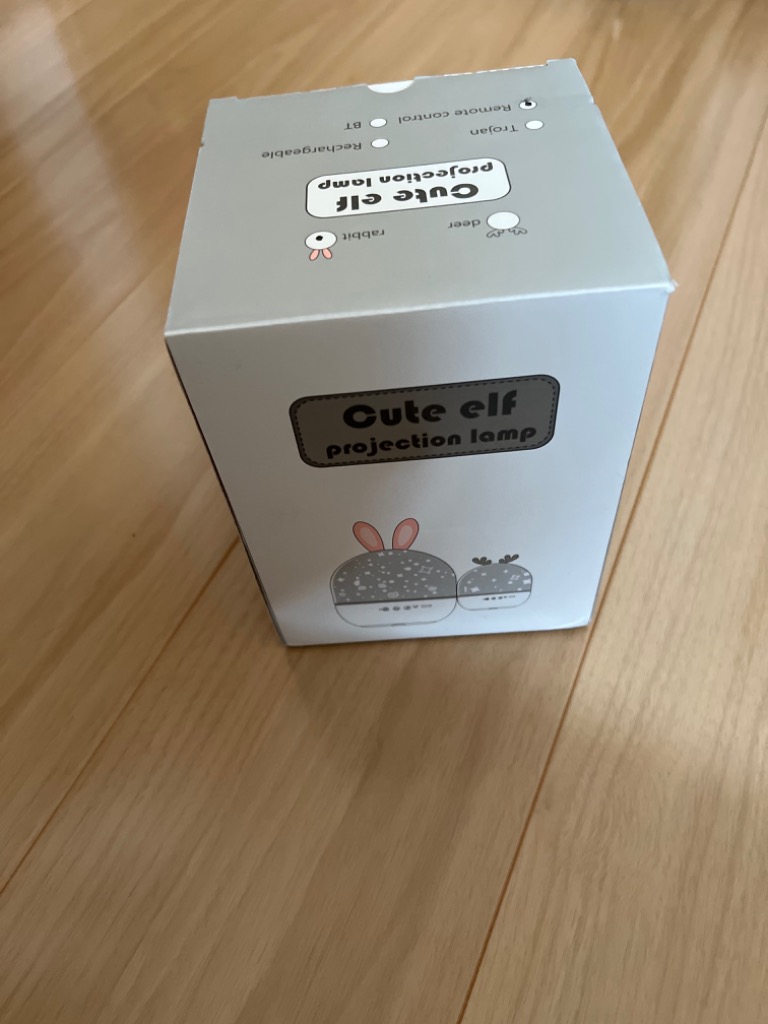 Cute elf
projection lamp
deer
rabbit
Cute elf
projection lamp
Trojan
Rechargeable
Remote control
BT